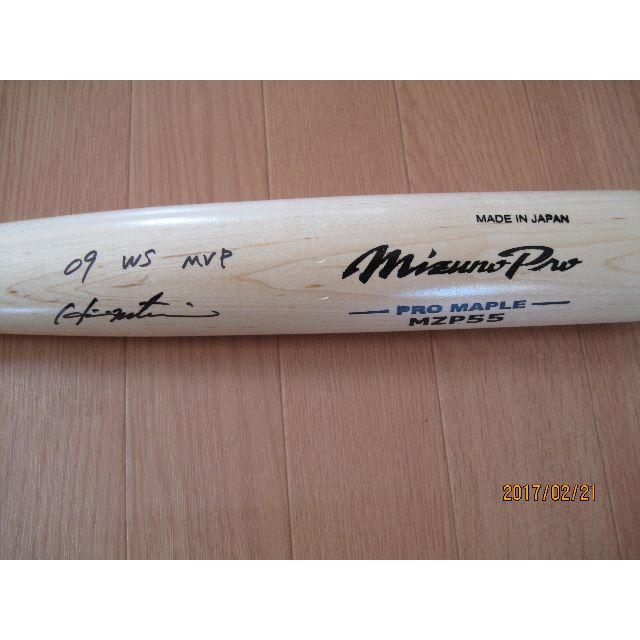 MADE IN JAPAN
09 WS MVP
Mizuno Pro
PRO MAPLE
MZP55
2017/02/21